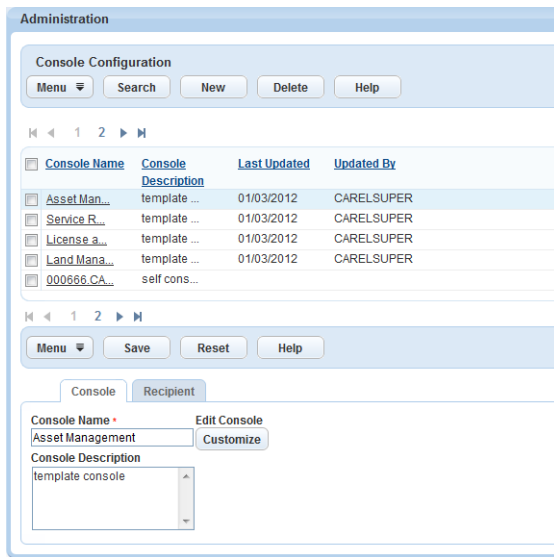 Administration
Console Configuration
Menu Search New Delete Help
1 2
Console Name Console Description Last Updated Updated By
Asset Man... template ... 01/03/2012 CARELSUPER
Service R... template ... 01/03/2012 CARELSUPER
License a... template ... 01/03/2012 CARELSUPER
Land Mana... template ... 01/03/2012 CARELSUPER
000666.CA... self cons...
1 2
Menu Save Reset Help
Console Recipient
Console Name * Edit Console
Asset Management Customize
Console Description
template console